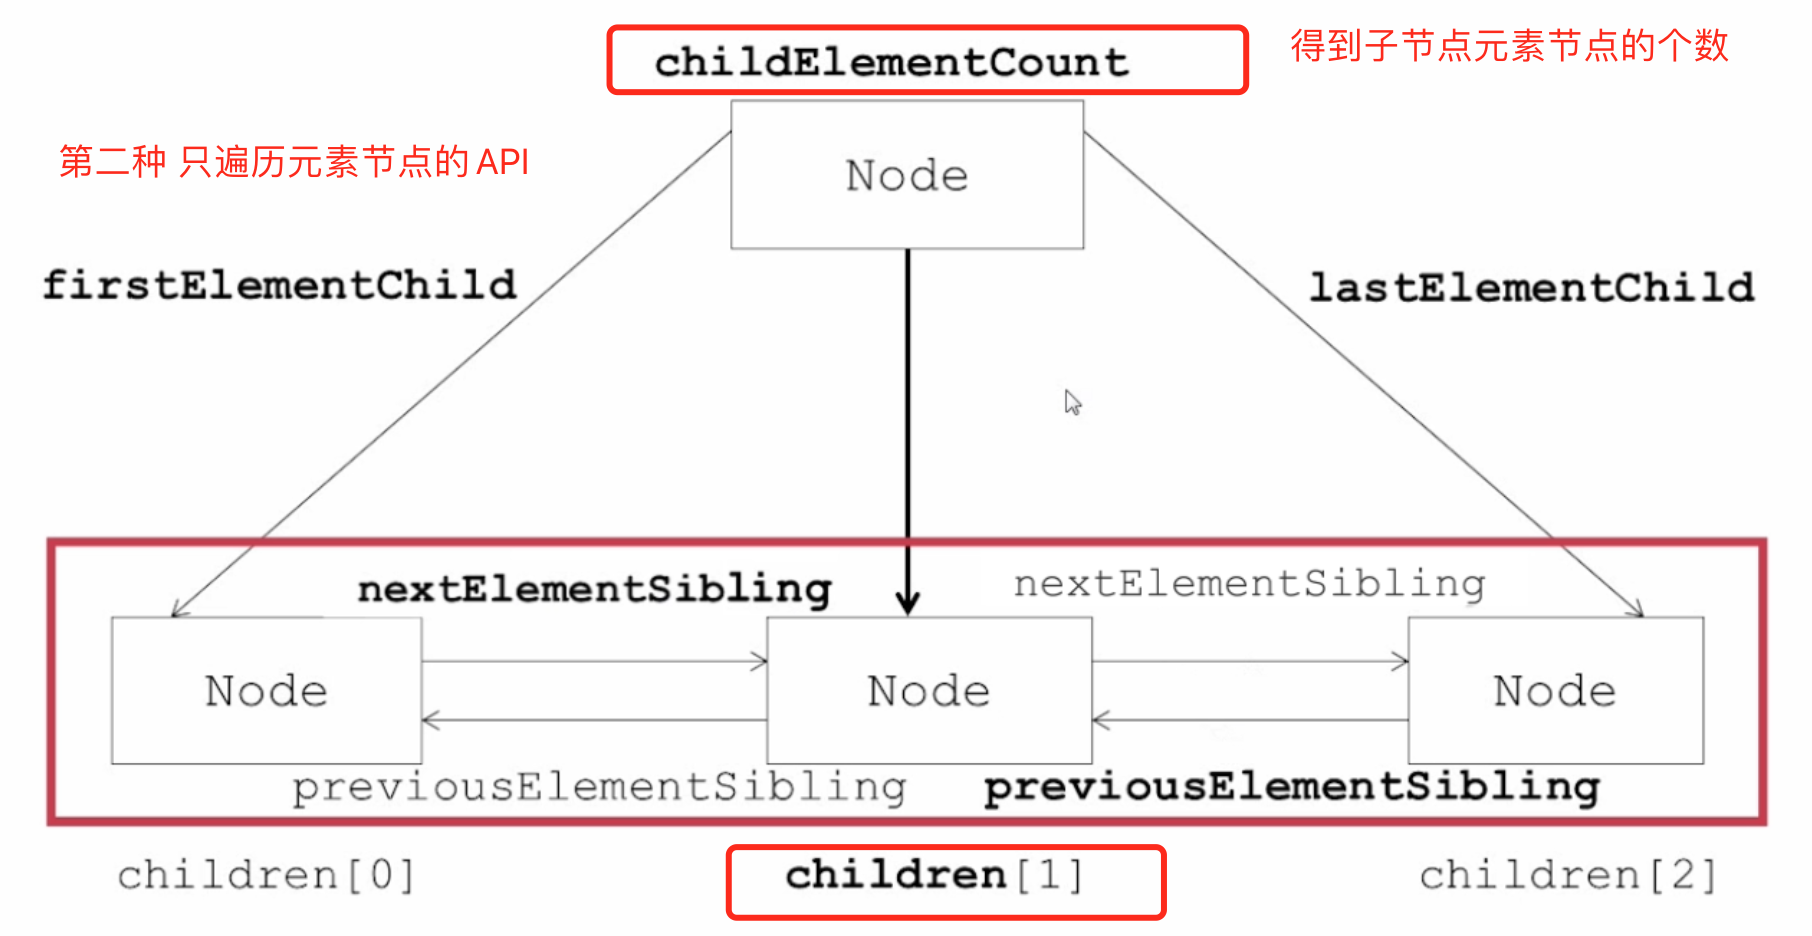 childElementCount
得到子节点元素节点的个数
第二种 只遍历元素节点的 API
Node
firstElementChild
lastElementChild
nextElementSibling
nextElementSibling
Node
Node
Node
previousElementSibling
previousElementSibling
children[0]
children[1]
children[2]